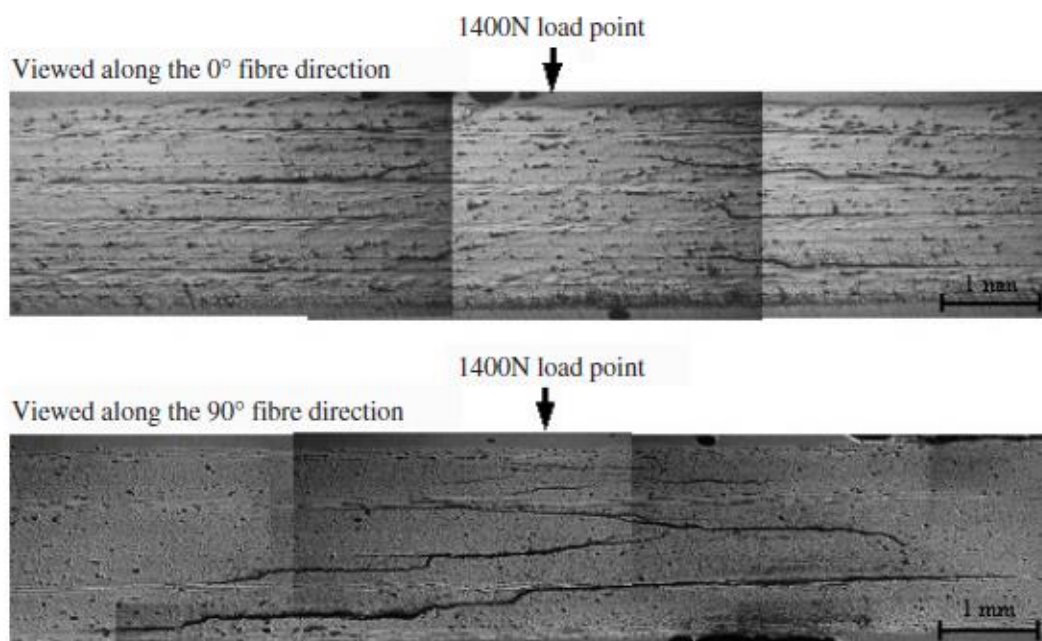 1400N load point
Viewed along the 0° fibre direction
1 mm
1400N load point
Viewed along the 90° fibre direction
1 mm